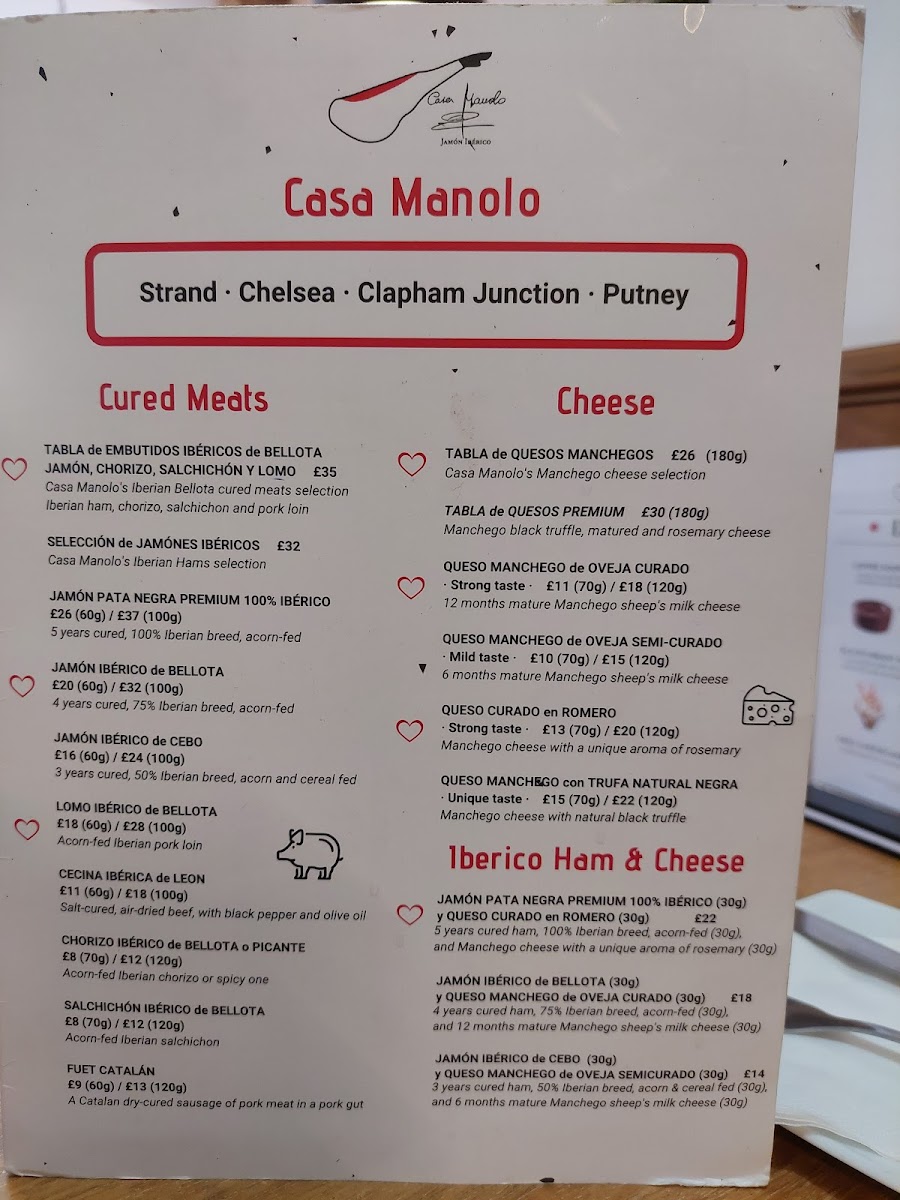 Casa Manolo
JAMÓN IBÉRICO
Casa Manolo
Strand · Chelsea · Clapham Junction · Putney
Cured Meats
TABLA de EMBUTIDOS IBÉRICOS de BELLOTA
JAMÓN, CHORIZO, SALCHICHÓN Y LOMO £35
Casa Manolo's Iberian Bellota cured meats selection
Iberian ham, chorizo, salchichon and pork loin
SELECCIÓN de JAMÓNES IBÉRICOS £32
Casa Manolo's Iberian Hams selection
JAMÓN PATA NEGRA PREMIUM 100% IBÉRICO
£26 (60g) / £37 (100g)
5 years cured, 100% Iberian breed, acorn-fed
JAMÓN IBÉRICO de BELLOTA
£20 (60g) / £32 (100g)
4 years cured, 75% Iberian breed, acorn-fed
JAMÓN IBÉRICO de CEBO
£16 (60g) / £24 (100g)
3 years cured, 50% Iberian breed, acorn and cereal fed
LOMO IBÉRICO de BELLOTA
£18 (60g) / £28 (100g)
Acorn-fed Iberian pork loin
CECINA IBÉRICA de LEON
£11 (60g) / £18 (100g)
Salt-cured, air-dried beef, with black pepper and olive oil
CHORIZO IBÉRICO de BELLOTA o PICANTE
£8 (70g) / £12 (120g)
Acorn-fed Iberian chorizo or spicy one
SALCHICHÓN IBÉRICO de BELLOTA
£8 (70g) / £12 (120g)
Acorn-fed Iberian salchichon
FUET CATALÁN
£9 (60g) / £13 (120g)
A Catalan dry-cured sausage of pork meat in a pork gut
Cheese
TABLA de QUESOS MANCHEGOS £26 (180g)
Casa Manolo's Manchego cheese selection
TABLA de QUESOS PREMIUM £30 (180g)
Manchego black truffle, matured and rosemary cheese
QUESO MANCHEGO de OVEJA CURADO
· Strong taste · £11 (70g) / £18 (120g)
12 months mature Manchego sheep's milk cheese
QUESO MANCHEGO de OVEJA SEMI-CURADO
· Mild taste · £10 (70g) / £15 (120g)
6 months mature Manchego sheep's milk cheese
QUESO CURADO en ROMERO
· Strong taste · £13 (70g) / £20 (120g)
Manchego cheese with a unique aroma of rosemary
QUESO MANCHEGO con TRUFA NATURAL NEGRA
· Unique taste · £15 (70g) / £22 (120g)
Manchego cheese with natural black truffle
Iberico Ham & Cheese
JAMÓN PATA NEGRA PREMIUM 100% IBÉRICO (30g)
y QUESO CURADO en ROMERO (30g) £22
5 years cured ham, 100% Iberian breed, acorn-fed (30g),
and Manchego cheese with a unique aroma of rosemary (30g)
JAMÓN IBÉRICO de BELLOTA (30g)
y QUESO MANCHEGO de OVEJA CURADO (30g) £18
4 years cured ham, 75% Iberian breed, acorn-fed (30g),
and 12 months mature Manchego sheep's milk cheese (30g)
JAMÓN IBÉRICO de CEBO (30g)
y QUESO MANCHEGO de OVEJA SEMICURADO (30g) £14
3 years cured ham, 50% Iberian breed, acorn & cereal fed (30g),
and 6 months mature Manchego sheep's milk cheese (30g)